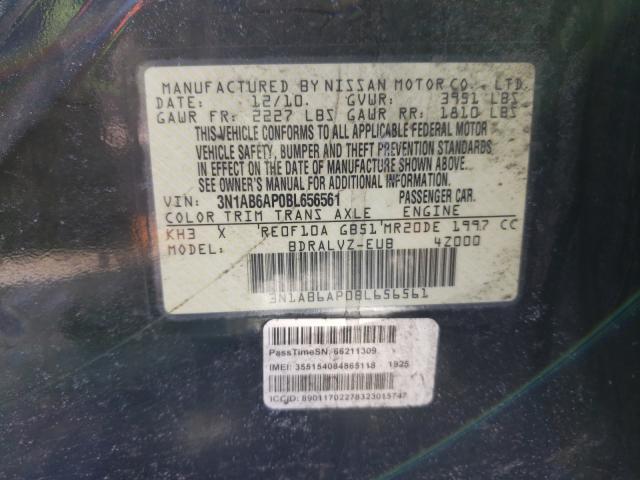 MANUFACTURED BY NISSAN MOTOR CO., LTD.
DATE: 12/10. GVWR: 3991 LBS
GAWR FR: 2227 LBS GAWR RR: 1810 LBS
THIS VEHICLE CONFORMS TO ALL APPLICABLE FEDERAL MOTOR
VEHICLE SAFETY, BUMPER AND THEFT PREVENTION STANDARDS
IN EFFECT ON THE DATE OF MANUFACTURE SHOWN ABOVE.
SEE OWNER'S MANUAL FOR ADDITIONAL INFORMATION.
VIN: 3N1AB6AP0BL656561 PASSENGER CAR.
COLOR TRIM TRANS AXLE ENGINE
KH3 X RE0F10A GB51 MR20DE 1997 CC
MODEL: BDRALVZ-EUB 4Z000
3N1AB6AP0BL656561
PassTimeSN: 66211309
IMEI: 355154084865118 1925
ICCID: 89011702278323015747